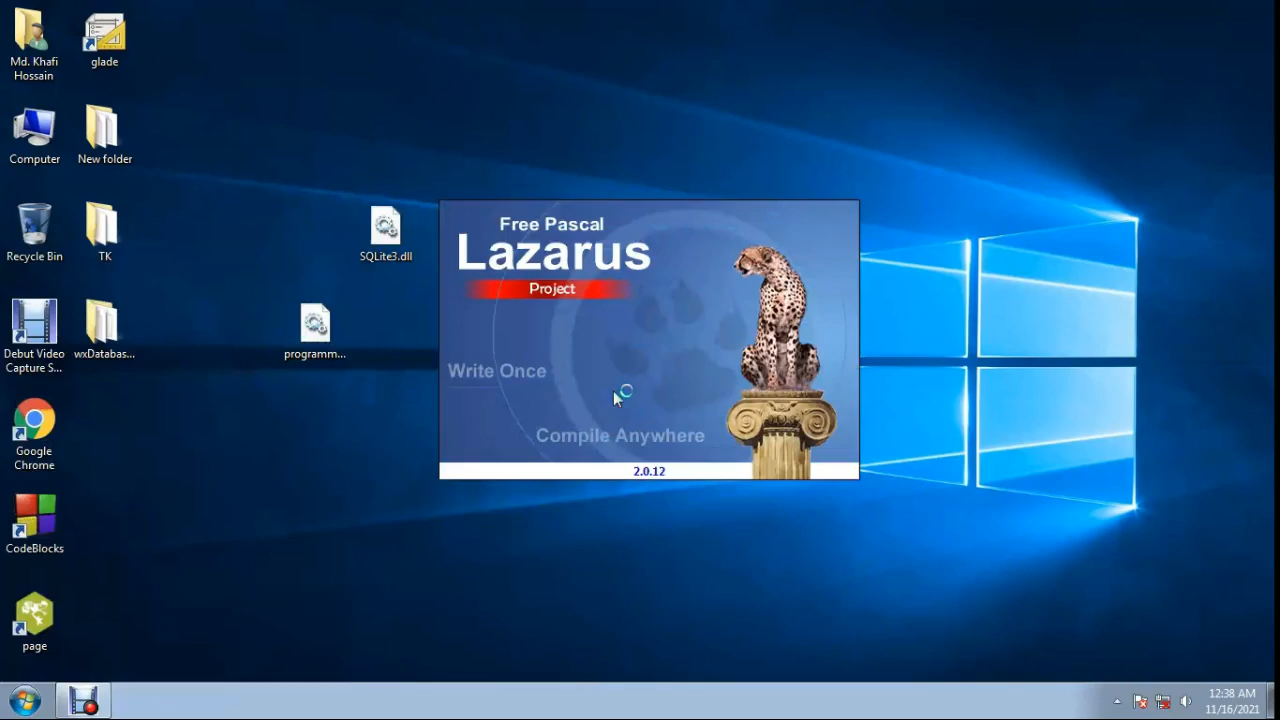 Md. Khafi
Hossain
glade
Computer
New folder
Recycle Bin
TK
SQLite3.dll
Debut Video
Capture S...
wxDatabas...
programm...
Google
Chrome
CodeBlocks
page
Free Pascal
Lazarus
Project
Write Once
Compile Anywhere
2.0.12
12:38 AM
11/16/2021